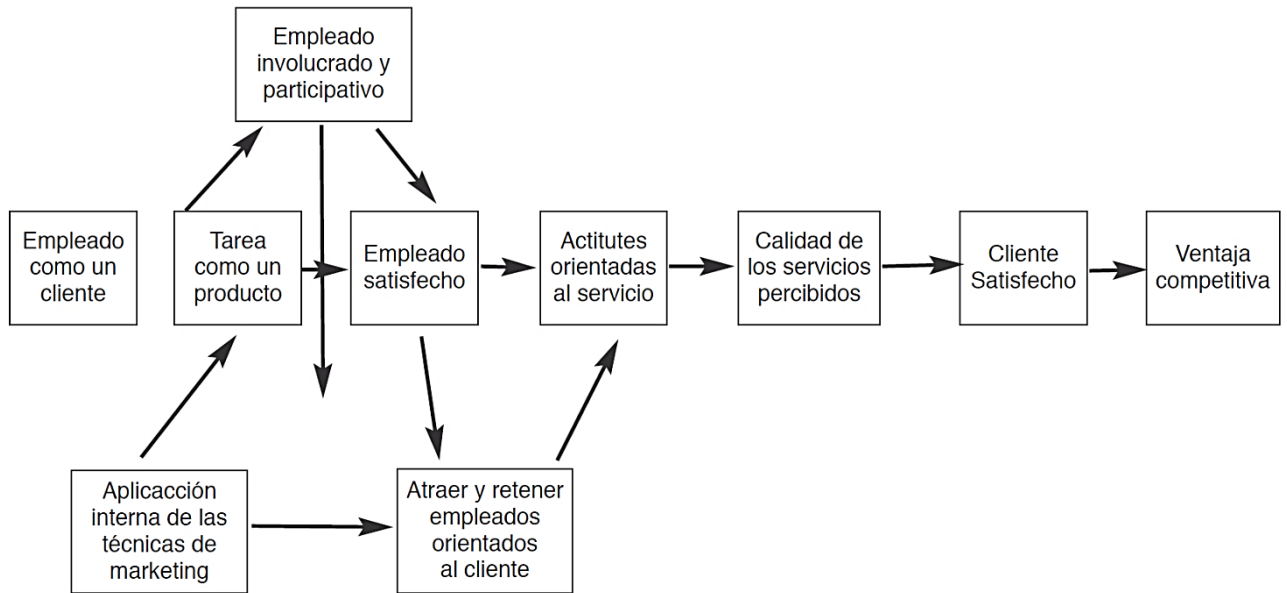 Empleado
involucrado y
participativo
Empleado
como un
cliente
Tarea
como un
producto
Empleado
satisfecho
Actitutes
orientadas
al servicio
Calidad de
los servicios
percibidos
Cliente
Satisfecho
Ventaja
competitiva
Aplicacción
interna de las
técnicas de
marketing
Atraer y retener
empleados
orientados
al cliente